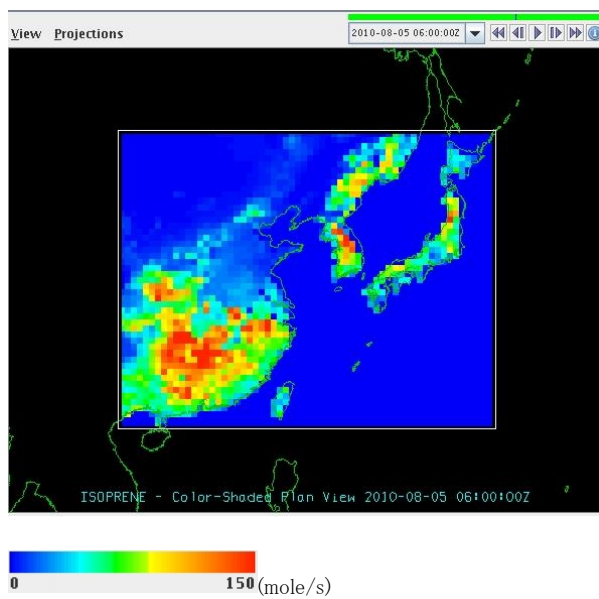 View Projections 2010-08-05 06:00:00Z
ISOPRENE - Color-Shaded Plan View 2010-08-05 06:00:00Z
0 150 (mole/s)